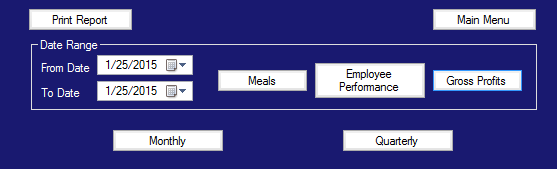 Print Report
Main Menu
Date Range
From Date 1/25/2015
To Date 1/25/2015
Meals
Employee
Performance
Gross Profits
Monthly
Quarterly